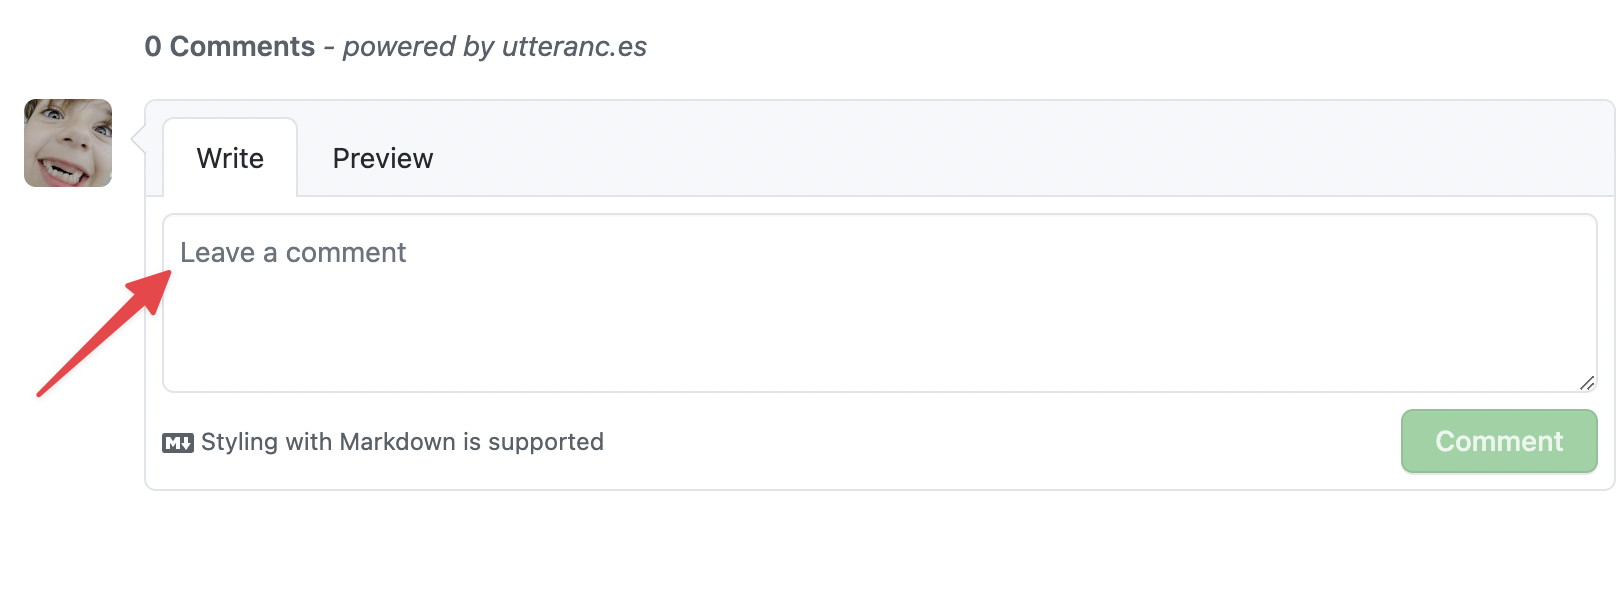 0 Comments - powered by utteranc.es
Write
Preview
Leave a comment
M↓ Styling with Markdown is supported
Comment